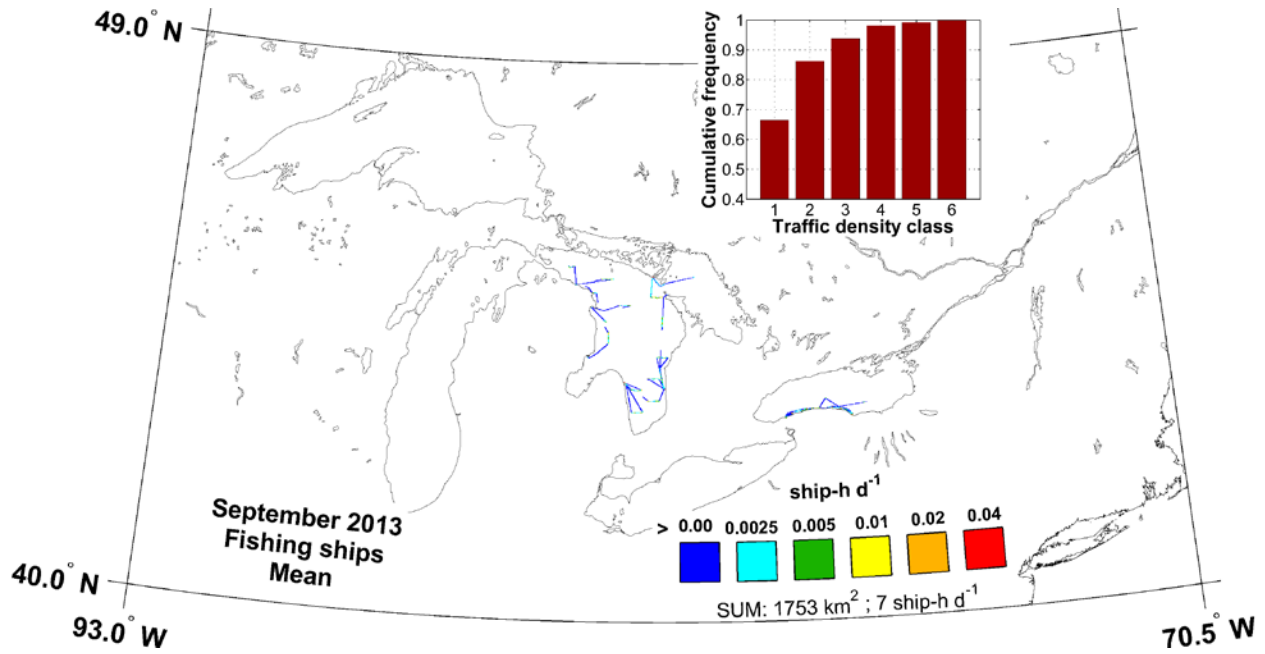 49.0° N
1
0.9
0.8
0.7
0.6
0.5
0.4
Cumulative frequency
1 2 3 4 5 6
Traffic density class
September 2013
Fishing ships
Mean
ship-h d⁻¹
> 0.00 0.0025 0.005 0.01 0.02 0.04
SUM: 1753 km² ; 7 ship-h d⁻¹
40.0° N
93.0° W
70.5° W